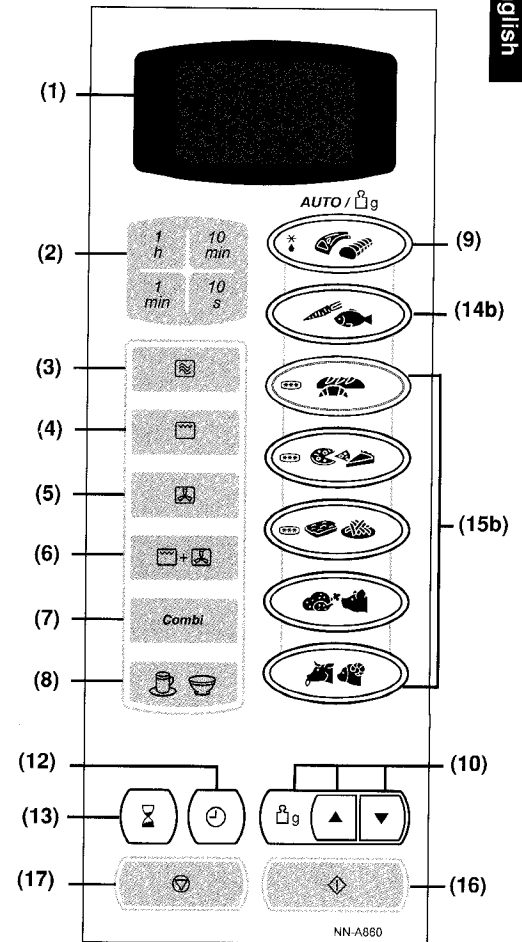 glish
(1)
AUTO / g
(2)
1 h
10 min
1 min
10 s
(9)
(14b)
(3)
(4)
(5)
(6)
+
(7)
Combi
(8)
(15b)
(12)
(10)
(13)
g
(17)
(16)
NN-A860